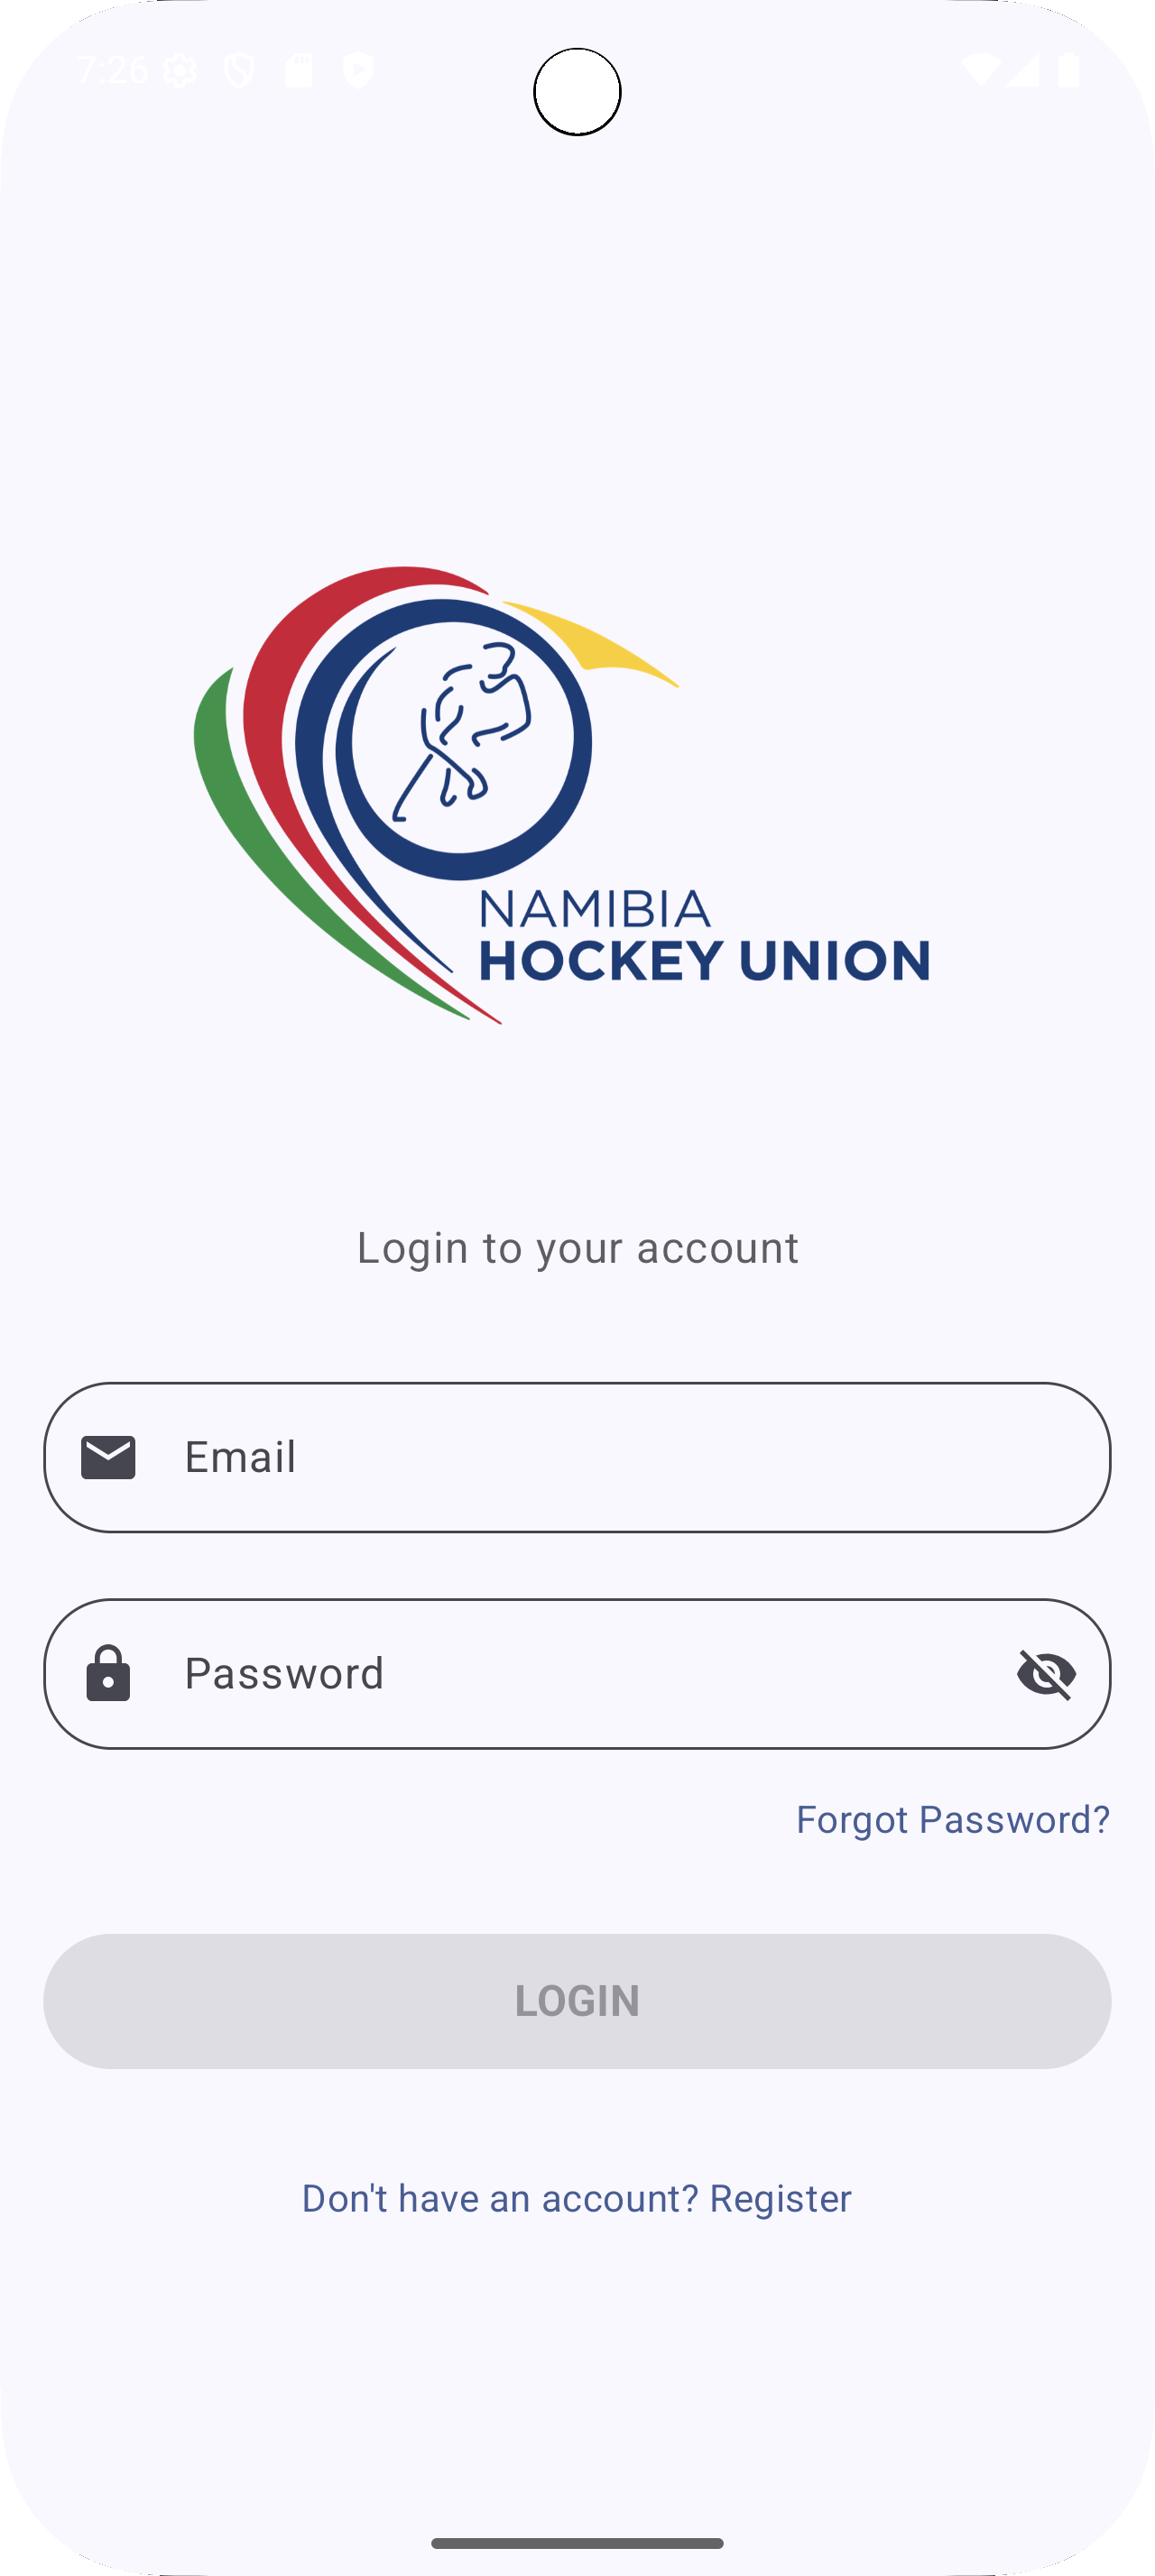 7:26
NAMIBIA
HOCKEY UNION
Login to your account
Email
Password
Forgot Password?
LOGIN
Don't have an account? Register